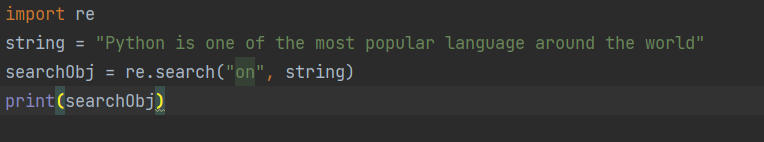 import re
string = "Python is one of the most popular language around the world"
searchObj = re.search("on", string)
print(searchObj)